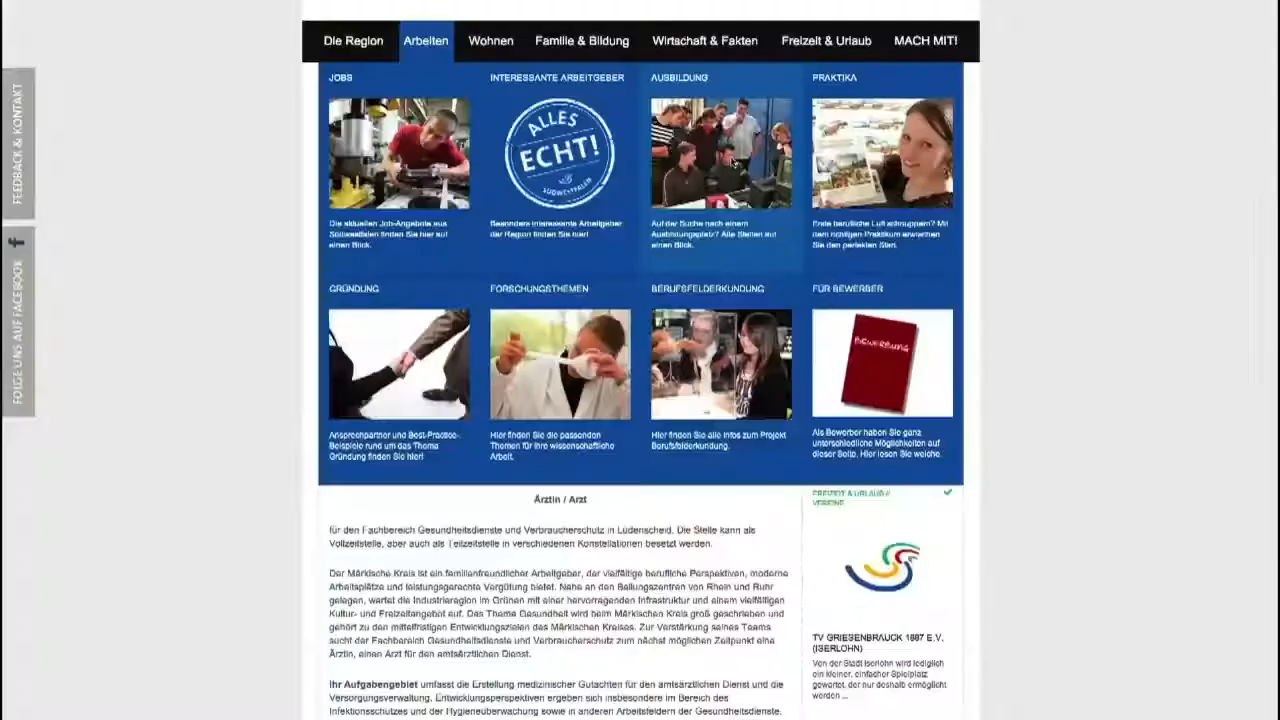 Die Region Arbeiten Wohnen Familie & Bildung Wirtschaft & Fakten Freizeit & Urlaub MACH MIT!
FEEDBACK & KONTAKT
FOLGE UNS AUF FACEBOOK
JOBS
Die aktuellen Job-Angebote aus
Südwestfalen finden Sie hier auf
einen Blick.
INTERESSANTE ARBEITGEBER
ALLES
ECHT!
SÜDWESTFALEN
Besonders interessante Arbeitgeber
der Region finden Sie hier!
AUSBILDUNG
Auf der Suche nach einem
Ausbildungsplatz? Alle Stellen auf
einen Blick.
PRAKTIKA
Erste berufliche Luft schnuppern? Mit
dem richtigen Praktikum erwischen
Sie den perfekten Start.
GRÜNDUNG
Ansprechpartner und Best-Practice-
Beispiele rund um das Thema
Gründung finden Sie hier!
FORSCHUNGSTHEMEN
Hier finden Sie die passenden
Themen für Ihre wissenschaftliche
Arbeit.
BERUFSFELDERKUNDUNG
Hier finden Sie alle Infos zum Projekt
Berufsfelderkundung.
FÜR BEWERBER
BEWERBUNG
Als Bewerber haben Sie ganz
unterschiedliche Möglichkeiten auf
dieser Seite. Hier lesen Sie welche.
Ärztin / Arzt
für den Fachbereich Gesundheitsdienste und Verbraucherschutz in Lüdenscheid. Die Stelle kann als
Vollzeitstelle, aber auch als Teilzeitstelle in verschiedenen Konstellationen besetzt werden.
Der Märkische Kreis ist ein familienfreundlicher Arbeitgeber, der vielfältige berufliche Perspektiven, moderne
Arbeitsplätze und leistungsgerechte Vergütung bietet. Nahe an den Ballungszentren von Rhein und Ruhr
gelegen, wartet die Industrieregion im Grünen mit einer hervorragenden Infrastruktur und einem vielfältigen
Kultur- und Freizeitangebot auf. Das Thema Gesundheit wird beim Märkischen Kreis groß geschrieben und
gehört zu den mittelfristigen Entwicklungszielen des Märkischen Kreises. Zur Verstärkung seines Teams
sucht der Fachbereich Gesundheitsdienste und Verbraucherschutz zum nächst möglichen Zeitpunkt eine
Ärztin, einen Arzt für den amtsärztlichen Dienst.
Ihr Aufgabengebiet umfasst die Erstellung medizinischer Gutachten für den amtsärztlichen Dienst und die
Versorgungsverwaltung. Entwicklungsperspektiven ergeben sich insbesondere im Bereich des
Infektionsschutzes und der Hygieneüberwachung sowie in anderen Arbeitsfeldern der Gesundheitsdienste.
FREIZEIT & URLAUB //
VEREINE
TV GRIESENBRAUCK 1887 E.V.
(ISERLOHN)
Von der Stadt Iserlohn wird lediglich
ein kleiner, einfacher Spielplatz
gewartet, der nur deshalb ermöglicht
werden ...